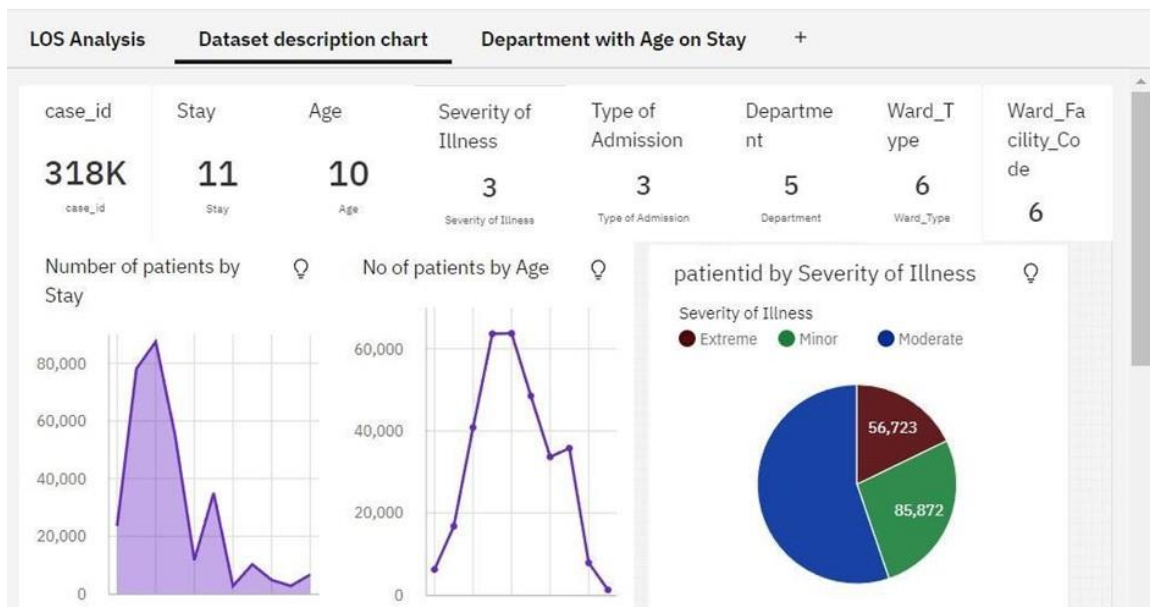 LOS Analysis
Dataset description chart
Department with Age on Stay
+
case_id
318K
case_id
Stay
11
Stay
Age
10
Age
Severity of
Illness
3
Severity of Illness
Type of
Admission
3
Type of Admission
Departme
nt
5
Department
Ward_T
ype
6
Ward_Type
Ward_Fa
cility_Co
de
6
Number of patients by
Stay
80,000
60,000
40,000
20,000
0
No of patients by Age
60,000
40,000
20,000
0
patientid by Severity of Illness
Severity of Illness
Extreme
Minor
Moderate
56,723
85,872